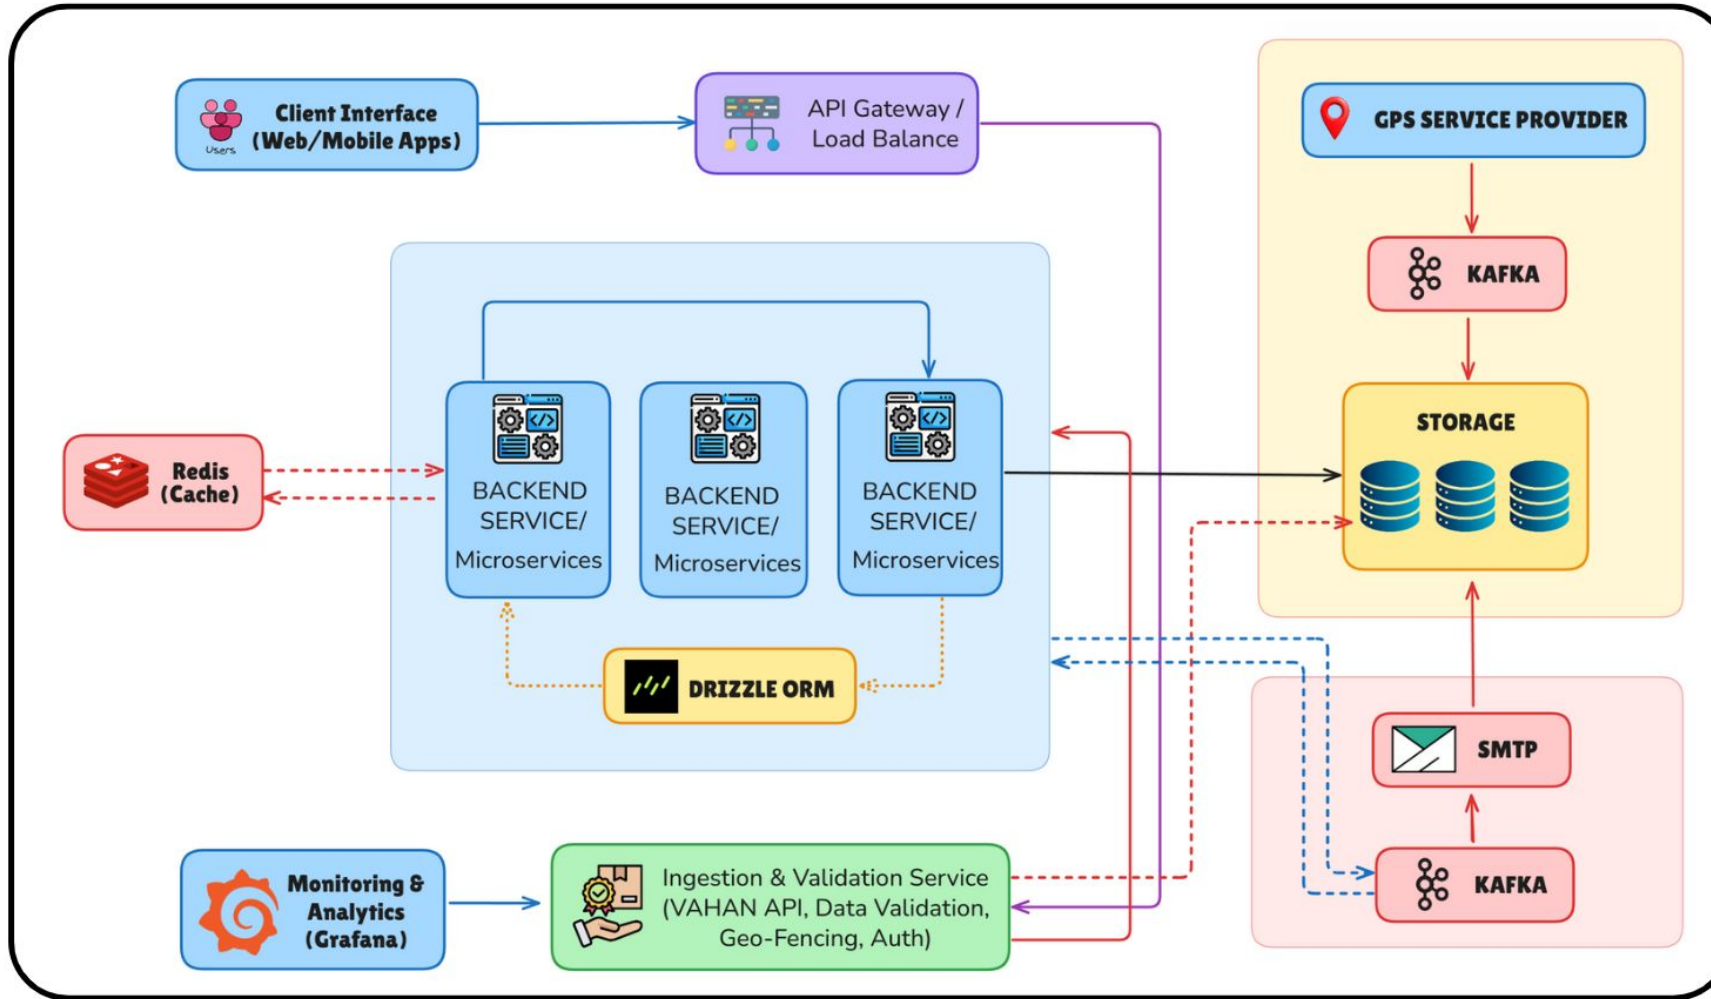 Client Interface
(Web/Mobile Apps)
Users
API Gateway /
Load Balance
GPS SERVICE PROVIDER
KAFKA
STORAGE
Redis
(Cache)
BACKEND
SERVICE/
Microservices
BACKEND
SERVICE/
Microservices
BACKEND
SERVICE/
Microservices
DRIZZLE ORM
SMTP
KAFKA
Monitoring &
Analytics
(Grafana)
Ingestion & Validation Service
(VAHAN API, Data Validation,
Geo-Fencing, Auth)